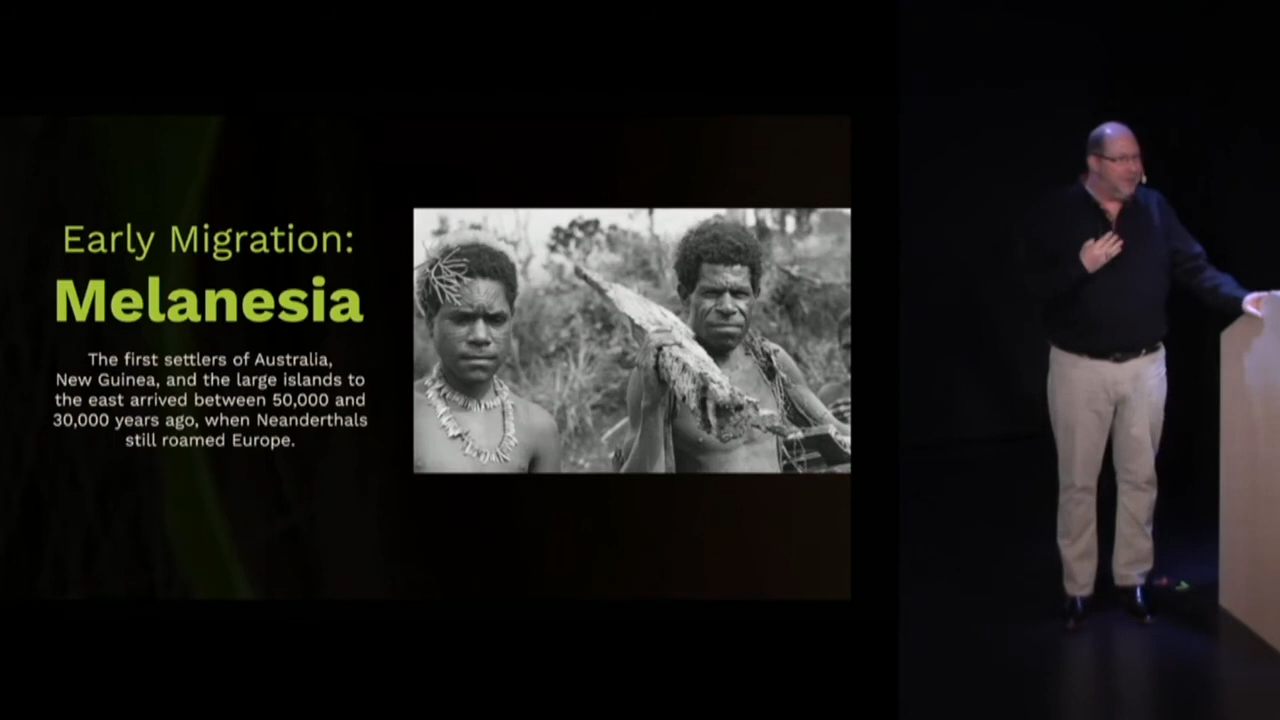 Early Migration:
Melanesia
The first settlers of Australia,
New Guinea, and the large islands to
the east arrived between 50,000 and
30,000 years ago, when Neanderthals
still roamed Europe.